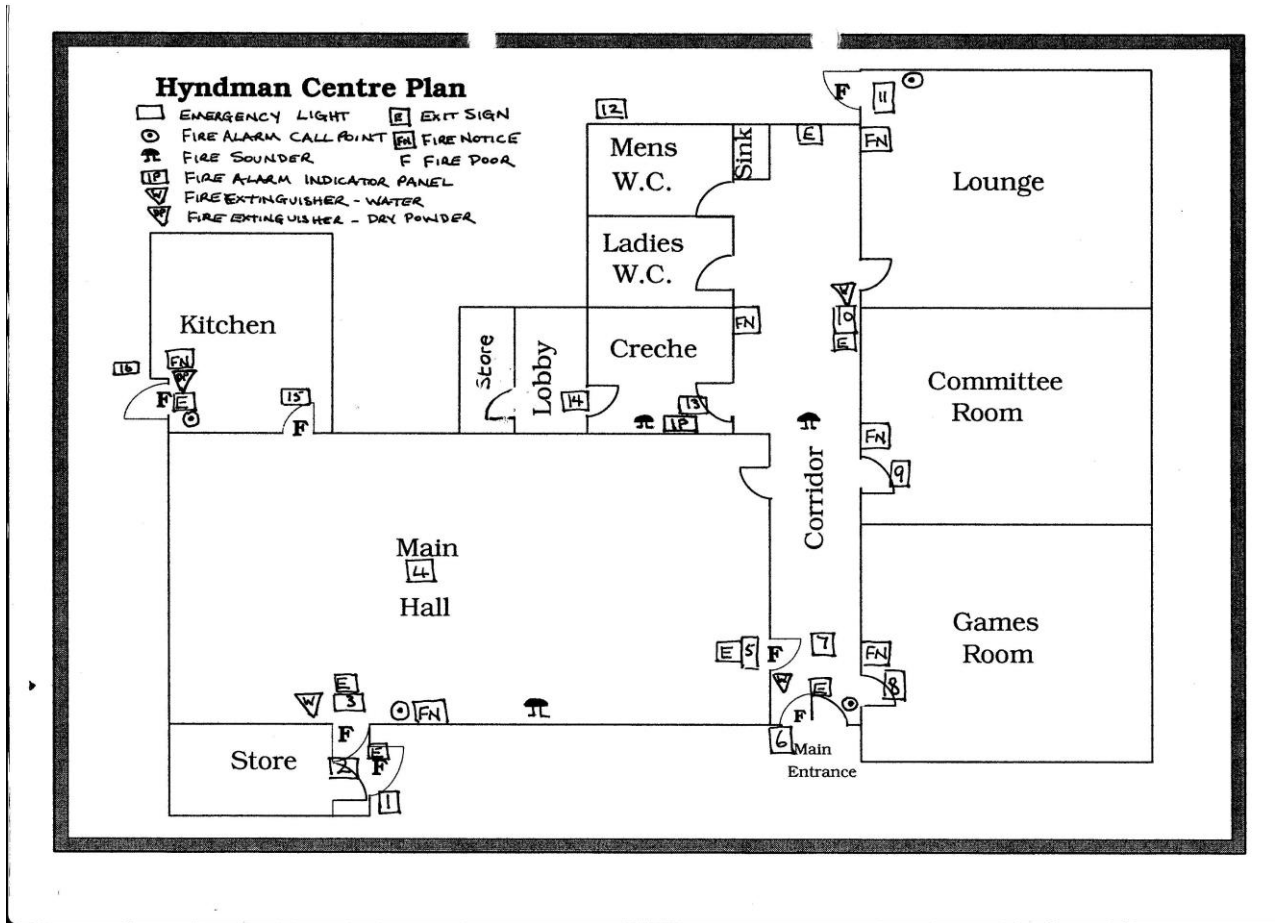 Hyndman Centre Plan
EMERGENCY LIGHT E EXIT SIGN
FIRE ALARM CALL POINT FN FIRE NOTICE
FIRE SOUNDER F FIRE DOOR
IP FIRE ALARM INDICATOR PANEL
W FIRE EXTINGUISHER - WATER
DP FIRE EXTINGUISHER - DRY POWDER
12
F
11
Mens
W.C.
Sink
E
FN
Lounge
Ladies
W.C.
Kitchen
Store
Lobby
Creche
FN
W
10
E
16
FN
DP
F
E
15
F
14
13
IP
Committee
Room
FN
9
Corridor
Main
4
Hall
Games
Room
E
5
F
7
FN
8
W
E
F
6
Main
Entrance
E
3
W
FN
F
Store
2
E
F
1